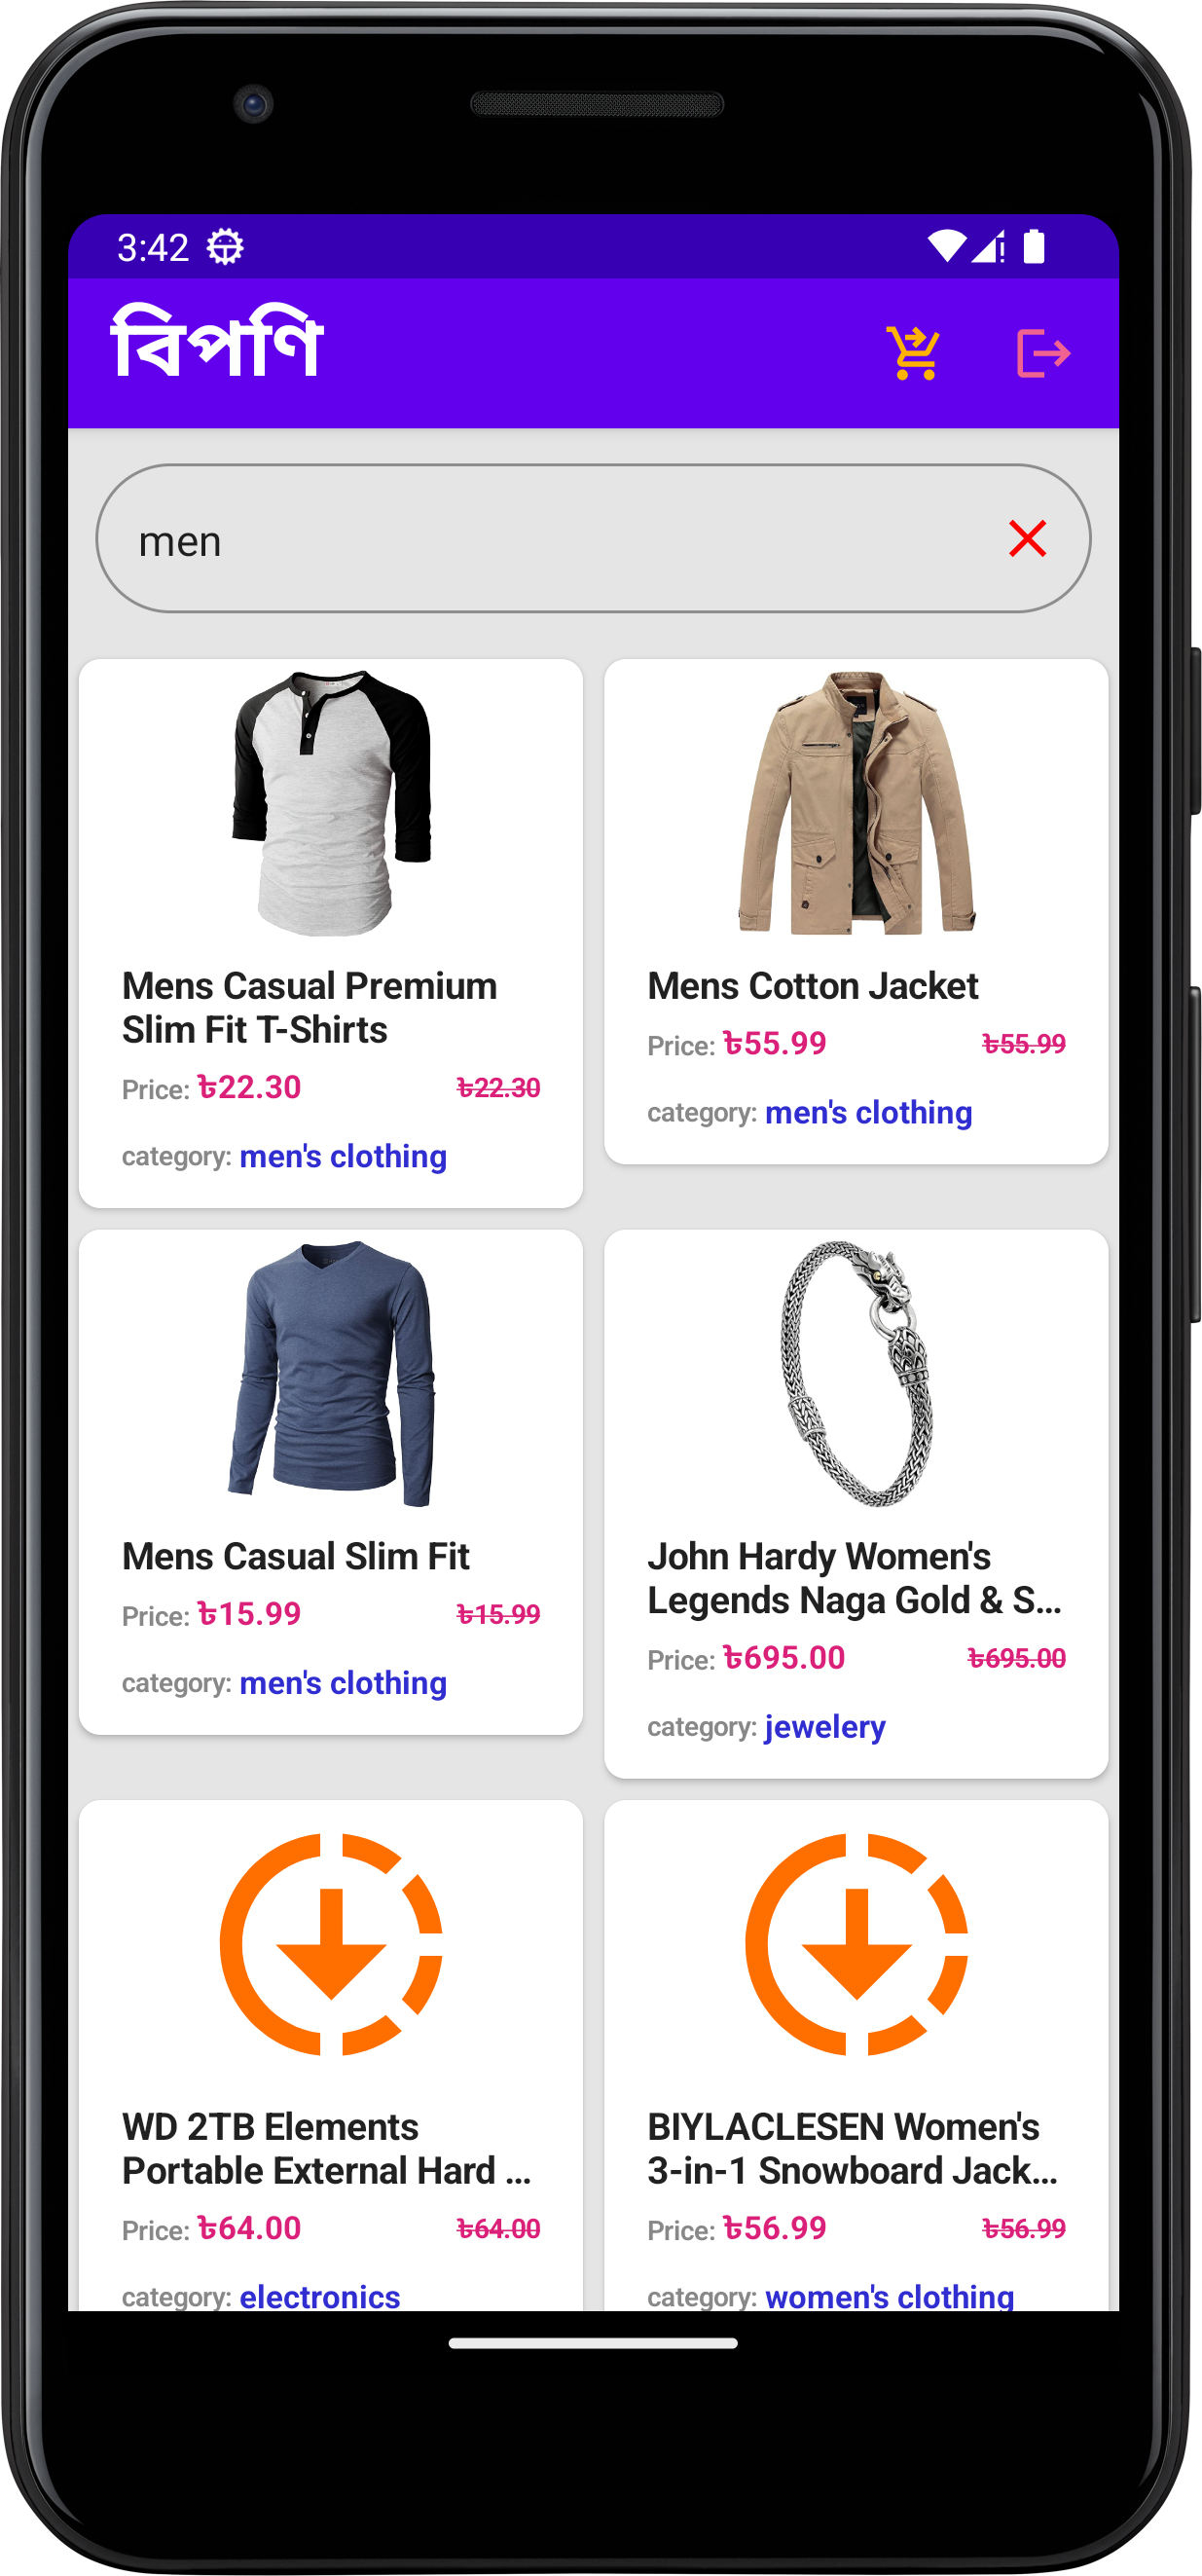 3:42
বিপণি
men
Mens Casual Premium
Slim Fit T-Shirts
Price: ৳22.30 ৳22.30
category: men's clothing
Mens Cotton Jacket
Price: ৳55.99 ৳55.99
category: men's clothing
Mens Casual Slim Fit
Price: ৳15.99 ৳15.99
category: men's clothing
John Hardy Women's
Legends Naga Gold & S...
Price: ৳695.00 ৳695.00
category: jewelery
WD 2TB Elements
Portable External Hard ...
Price: ৳64.00 ৳64.00
category: electronics
BIYLACLESEN Women's
3-in-1 Snowboard Jack...
Price: ৳56.99 ৳56.99
category: women's clothing